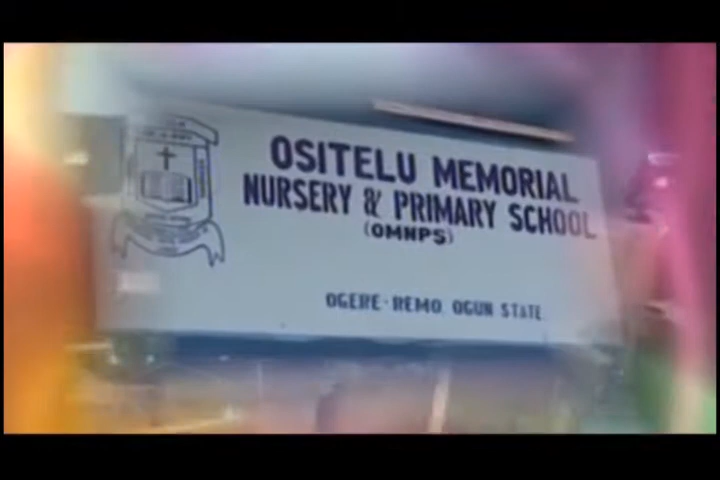 OSITELU MEMORIAL
NURSERY & PRIMARY SCHOOL
(OMNPS)
OGERE-REMO, OGUN STATE